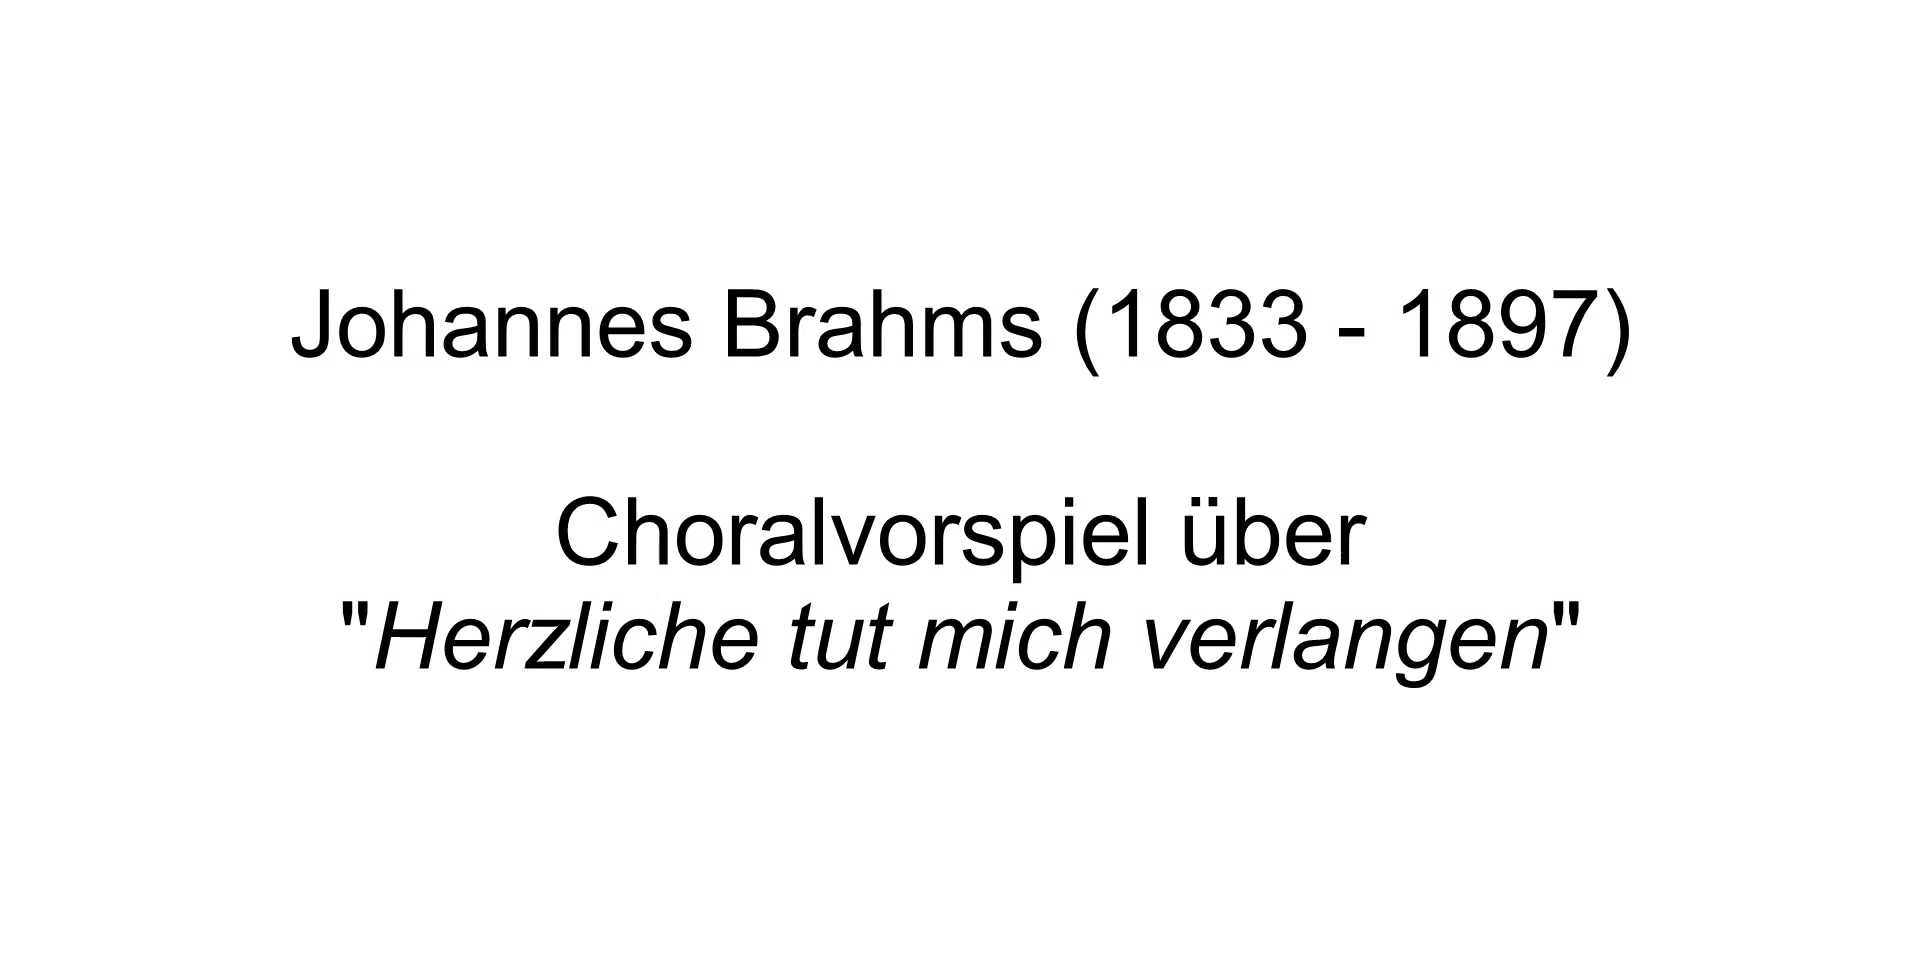 Johannes Brahms (1833 - 1897)
Choralvorspiel über
"Herzliche tut mich verlangen"